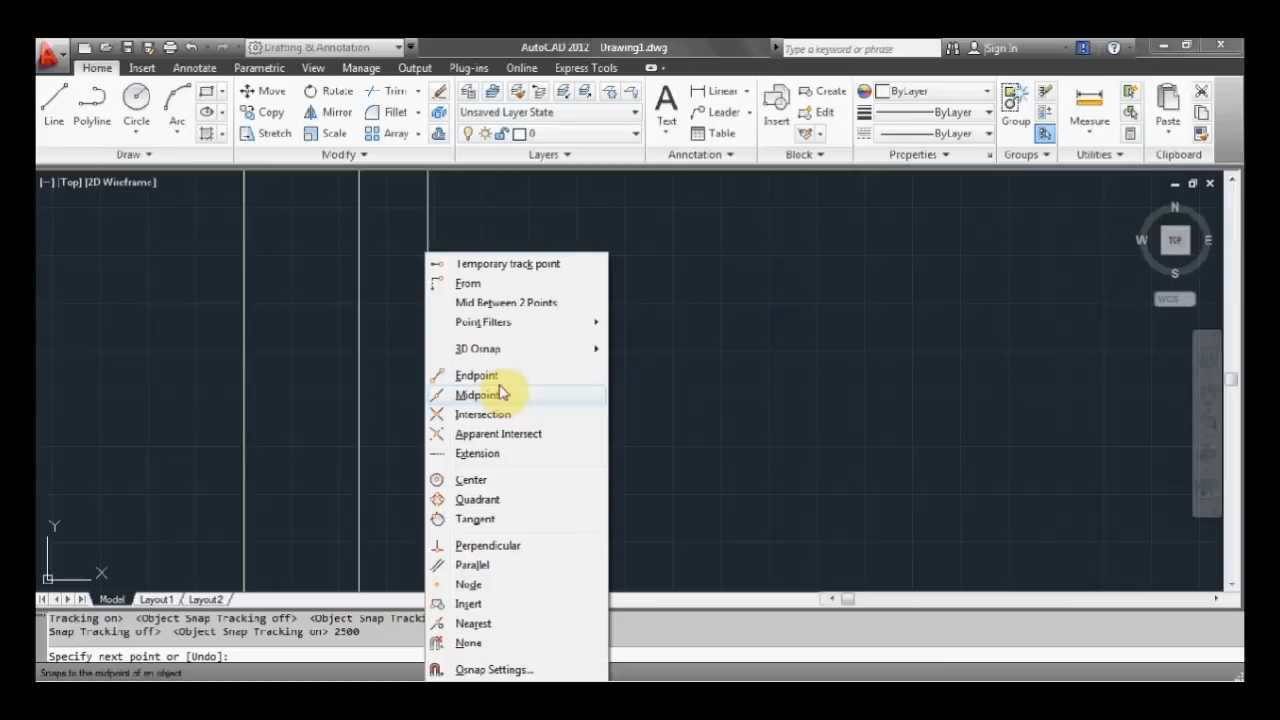 Drafting & Annotation
AutoCAD 2012 Drawing1.dwg
Type a keyword or phrase
Sign In
Home Insert Annotate Parametric View Manage Output Plug-ins Online Express Tools
Line Polyline Circle Arc
Move Rotate Trim
Copy Mirror Fillet
Stretch Scale Array
Unsaved Layer State
0
Text
Linear
Leader
Table
Insert
Create
Edit
ByLayer
ByLayer
ByLayer
Group
Measure
Paste
Draw Modify Layers Annotation Block Properties Groups Utilities Clipboard
[−] [Top] [2D Wireframe]
N
W TOP E
S
WCS
Temporary track point
From
Mid Between 2 Points
Point Filters
3D Osnap
Endpoint
Midpoint
Intersection
Apparent Intersect
Extension
Center
Quadrant
Tangent
Perpendicular
Parallel
Node
Insert
Nearest
None
Osnap Settings...
Y
X
Model Layout1 Layout2
Tracking on> <Object Snap Tracking off> <Object Snap Tracki
Snap Tracking off> <Object Snap Tracking on> 2500
Specify next point or [Undo]:
Snaps to the midpoint of an object